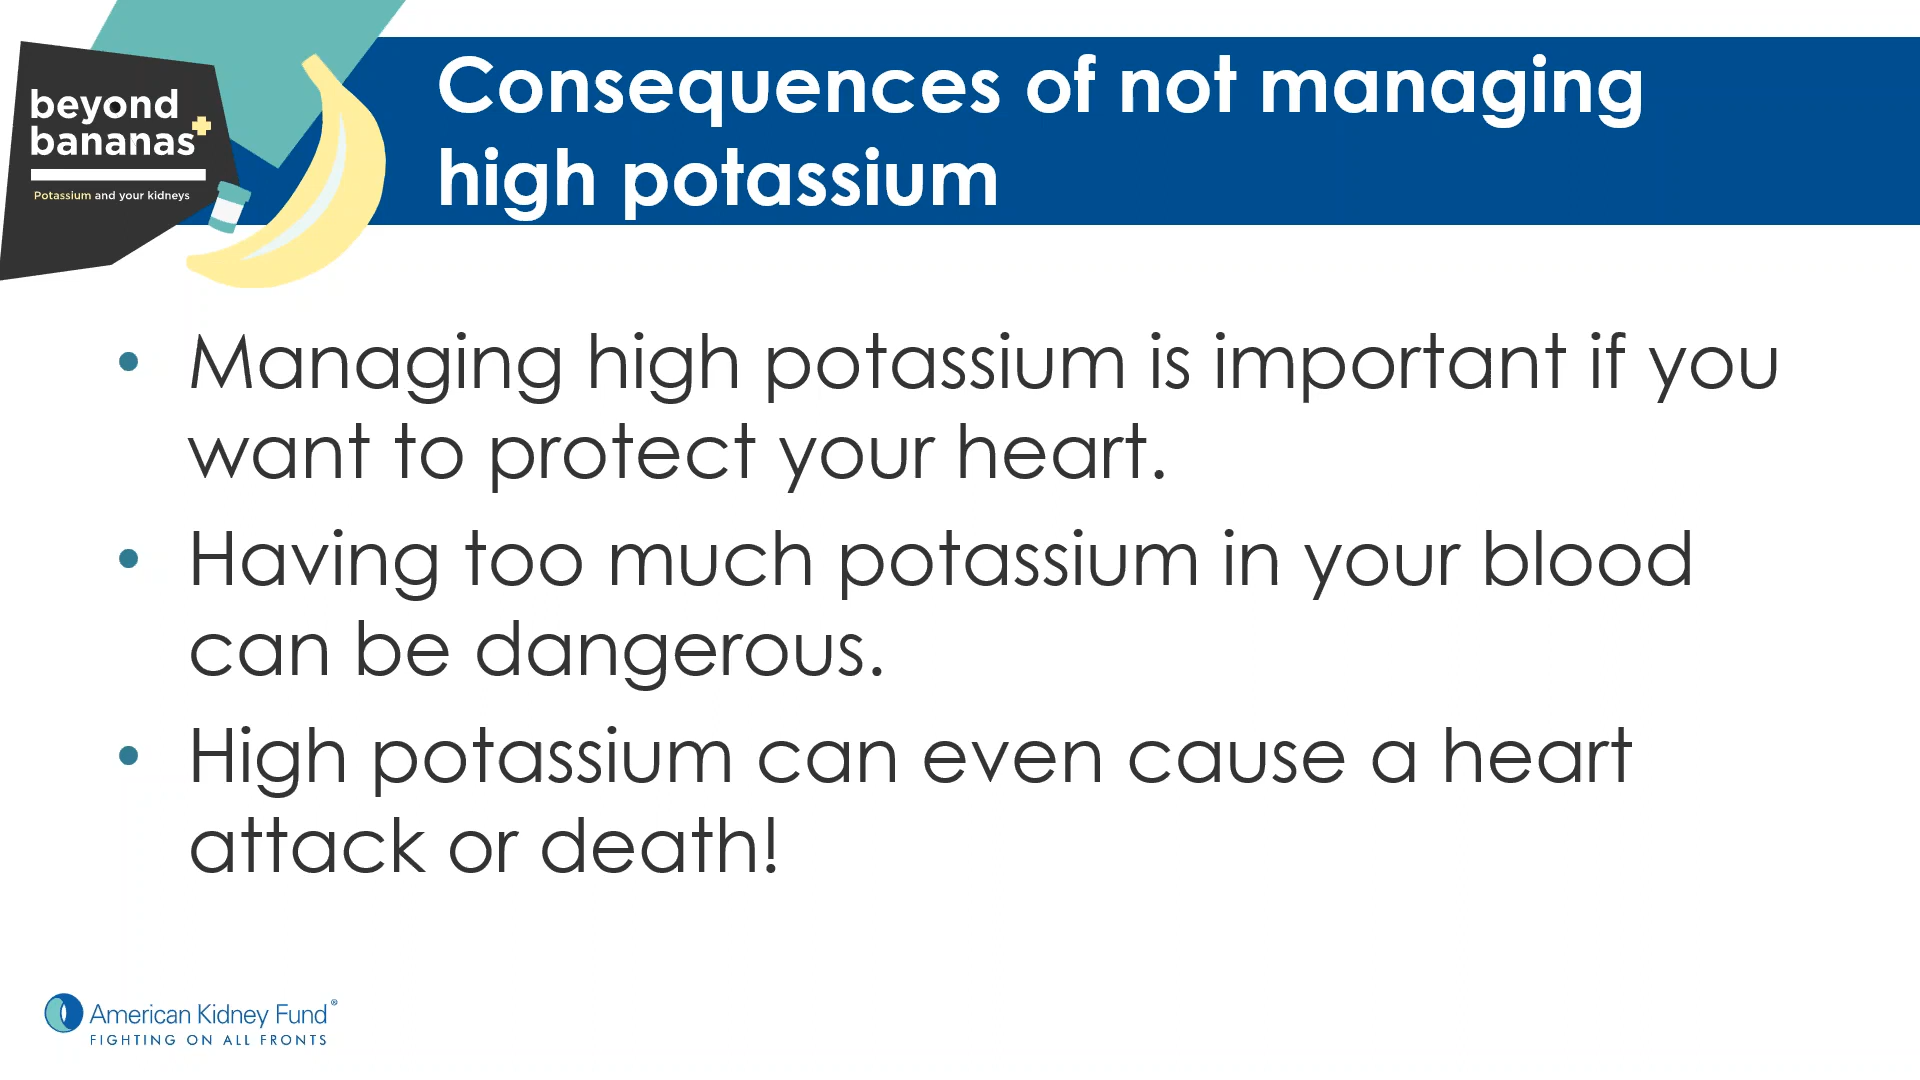 beyond
bananas
Potassium and your kidneys
Consequences of not managing
high potassium
• Managing high potassium is important if you
want to protect your heart.
• Having too much potassium in your blood
can be dangerous.
• High potassium can even cause a heart
attack or death!
American Kidney Fund®
FIGHTING ON ALL FRONTS